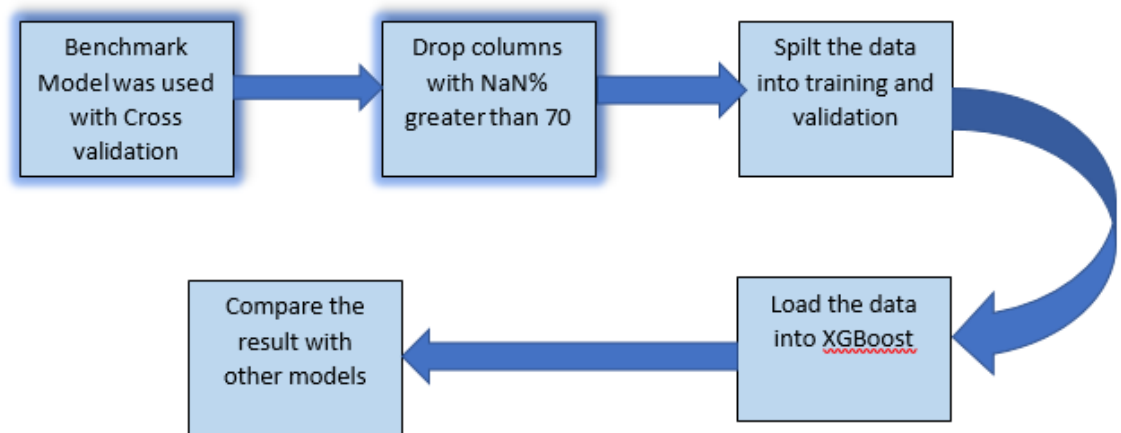 Benchmark
Model was used
with Cross
validation
Drop columns
with NaN%
greater than 70
Spilt the data
into training and
validation
Load the data
into XGBoost
Compare the
result with
other models